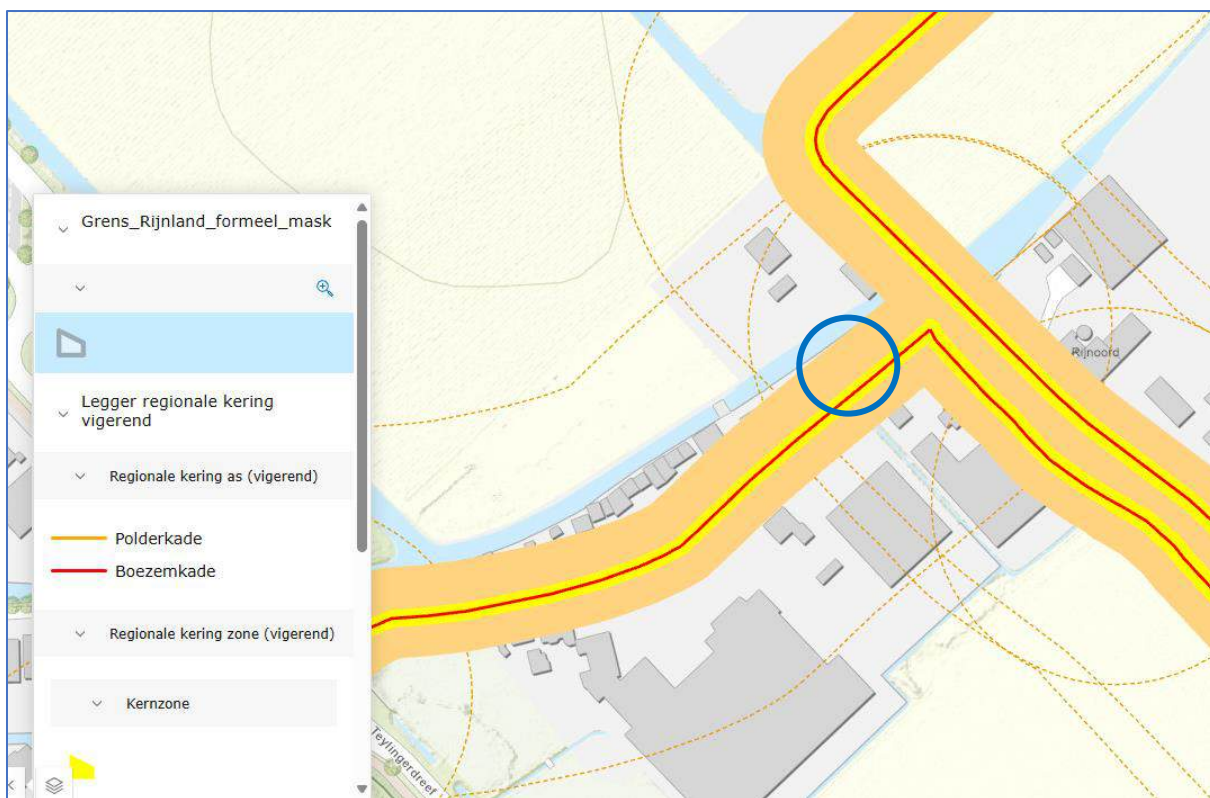 Grens_Rijnland_formeel_mask
Legger regionale kering
vigerend
Regionale kering as (vigerend)
Polderkade
Boezemkade
Regionale kering zone (vigerend)
Kernzone
Rijnoord
Teylingerdreef